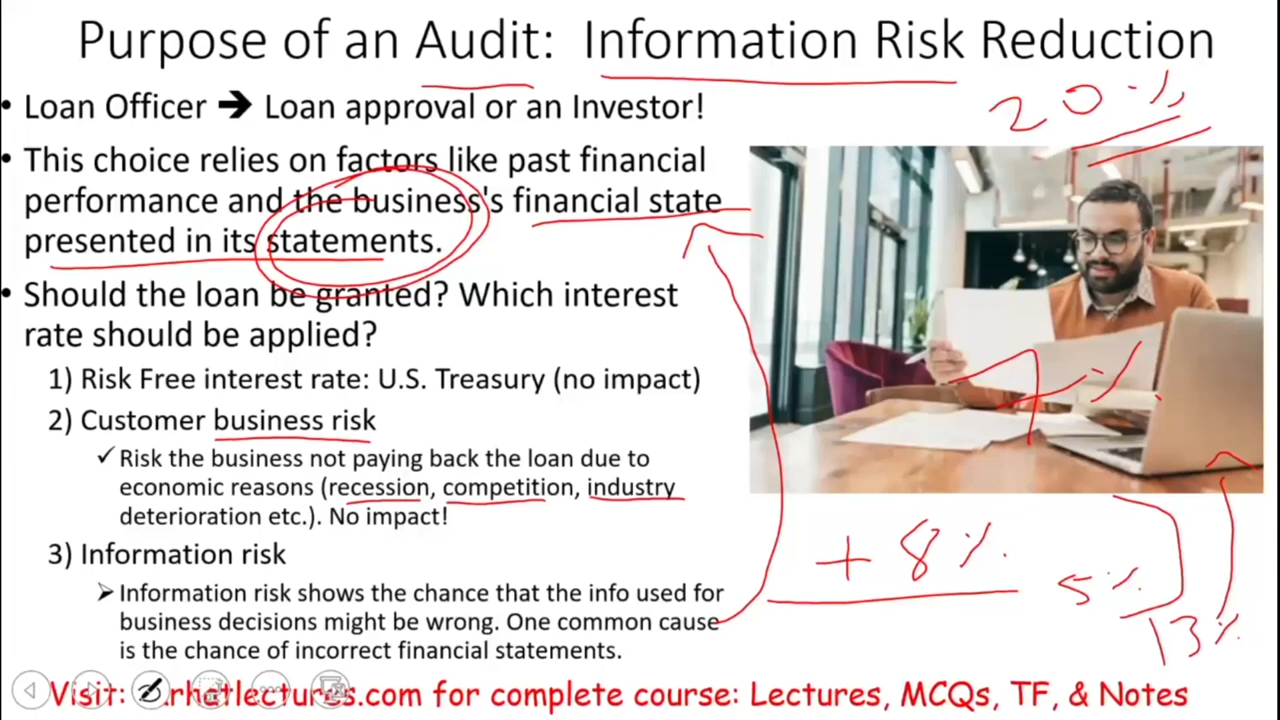 Purpose of an Audit: Information Risk Reduction
20%
• Loan Officer ➔ Loan approval or an Investor!
• This choice relies on factors like past financial
performance and the business's financial state
presented in its statements.
• Should the loan be granted? Which interest
rate should be applied?
1) Risk Free interest rate: U.S. Treasury (no impact)
7%
2) Customer business risk
✓ Risk the business not paying back the loan due to
economic reasons (recession, competition, industry
deterioration etc.). No impact!
+ 8%
3) Information risk
5%
➢ Information risk shows the chance that the info used for
business decisions might be wrong. One common cause
13%
is the chance of incorrect financial statements.
Visit: for complete course: Lectures, MCQs, TF, & Notes